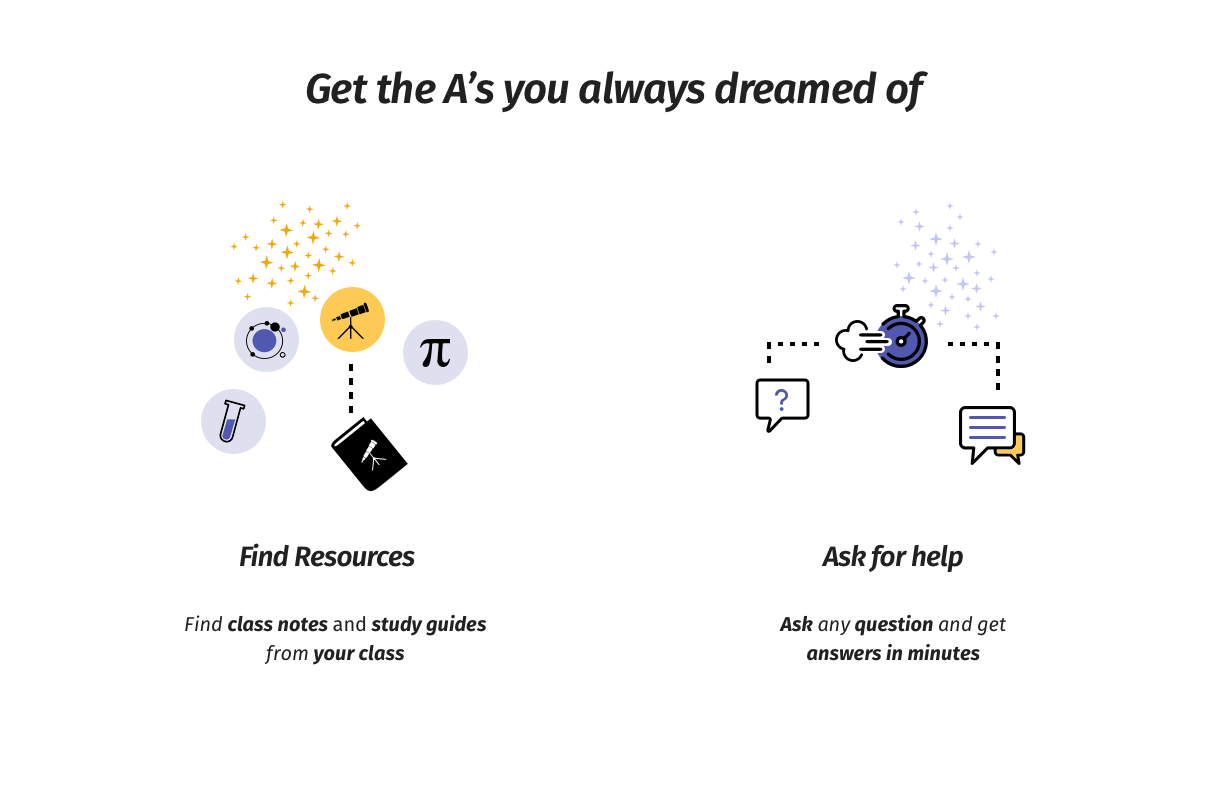 Get the A’s you always dreamed of
π
?
Find Resources
Find class notes and study guides
from your class
Ask for help
Ask any question and get
answers in minutes